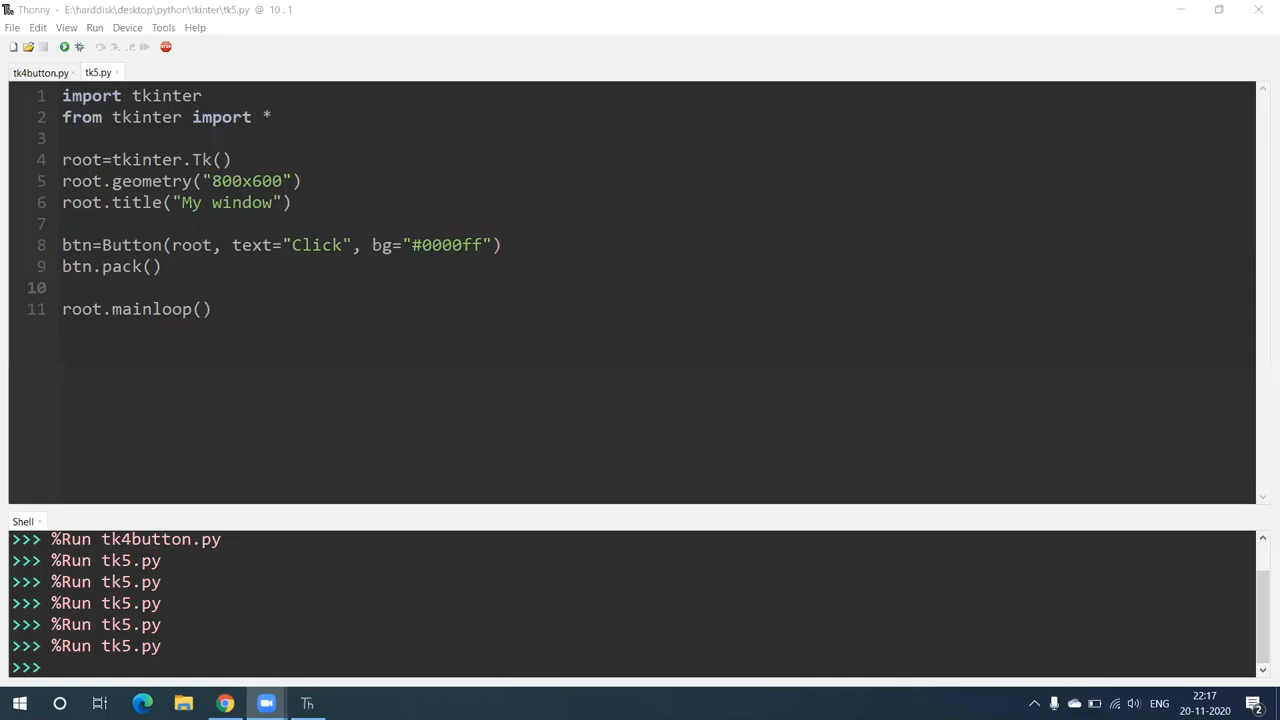 Thonny - E:\harddisk\desktop\python\tkinter\tk5.py @ 10 : 1
File Edit View Run Device Tools Help
tk4button.py × tk5.py ×
1 import tkinter
2 from tkinter import *
3
4 root=tkinter.Tk()
5 root.geometry("800x600")
6 root.title("My window")
7
8 btn=Button(root, text="Click", bg="#0000ff")
9 btn.pack()
10
11 root.mainloop()
Shell ×
>>> %Run tk4button.py
>>> %Run tk5.py
>>> %Run tk5.py
>>> %Run tk5.py
>>> %Run tk5.py
>>> %Run tk5.py
>>>
Th
ENG
22:17
20-11-2020
2